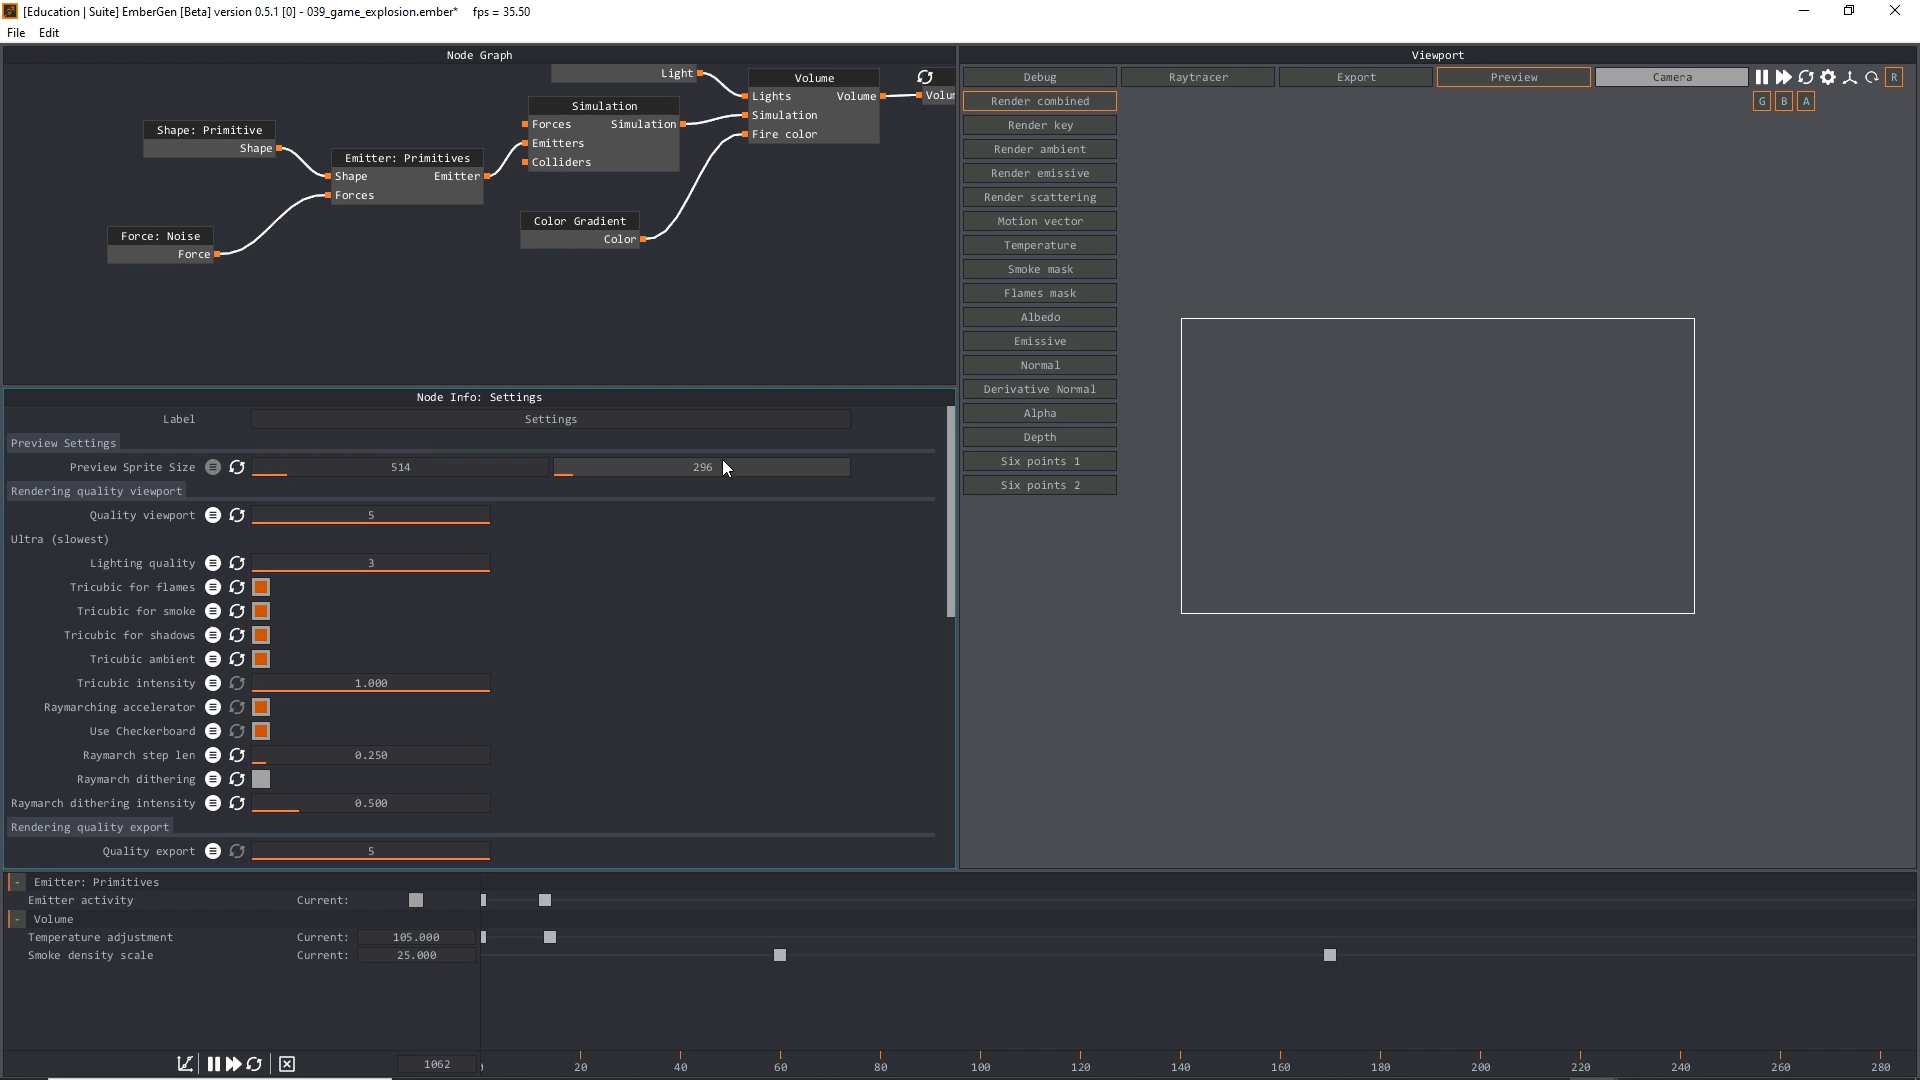 [Education | Suite] EmberGen [Beta] version 0.5.1 [0] - 039_game_explosion.ember*    fps = 35.50
File Edit
Node Graph
Light
Volume
Lights Volume
Simulation
Fire color
Volum
Simulation
Forces Simulation
Emitters
Colliders
Shape: Primitive
Shape
Emitter: Primitives
Shape Emitter
Forces
Color Gradient
Color
Force: Noise
Force
Viewport
Debug Raytracer Export Preview Camera R
G B A
Render combined
Render key
Render ambient
Render emissive
Render scattering
Motion vector
Temperature
Smoke mask
Flames mask
Albedo
Emissive
Normal
Derivative Normal
Alpha
Depth
Six points 1
Six points 2
Node Info: Settings
Label Settings
Preview Settings
Preview Sprite Size 514 296
Rendering quality viewport
Quality viewport 5
Ultra (slowest)
Lighting quality 3
Tricubic for flames
Tricubic for smoke
Tricubic for shadows
Tricubic ambient
Tricubic intensity 1.000
Raymarching accelerator
Use Checkerboard
Raymarch step len 0.250
Raymarch dithering
Raymarch dithering intensity 0.500
Rendering quality export
Quality export 5
- Emitter: Primitives
Emitter activity Current:
- Volume
Temperature adjustment Current: 105.000
Smoke density scale Current: 25.000
1062 20 40 60 80 100 120 140 160 180 200 220 240 260 280